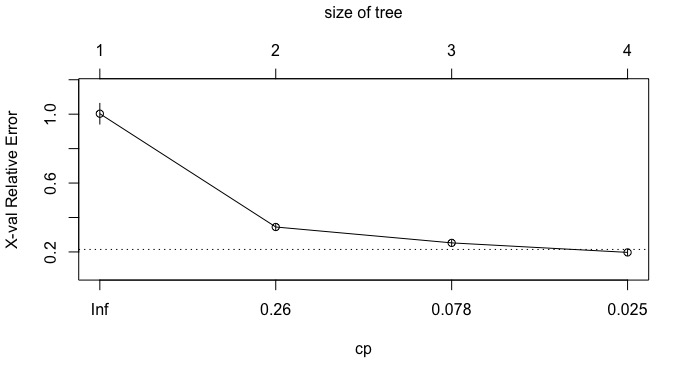 size of tree
1 2 3 4
X-val Relative Error
1.0
0.6
0.2
Inf 0.26 0.078 0.025
cp